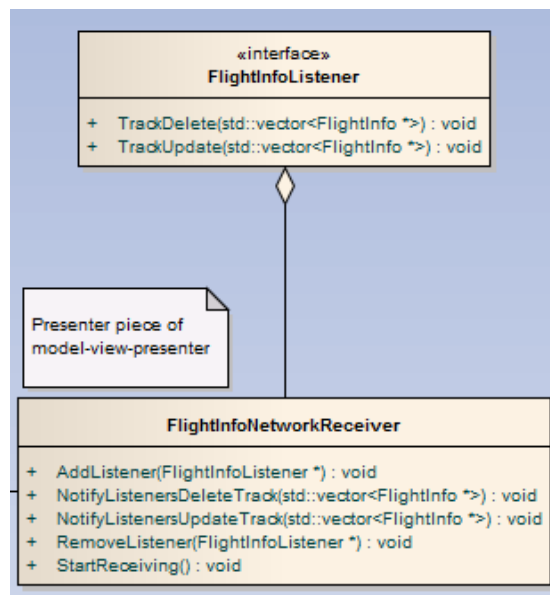 «interface»
FlightInfoListener
+ TrackDelete(std::vector<FlightInfo *>) : void
+ TrackUpdate(std::vector<FlightInfo *>) : void
Presenter piece of
model-view-presenter
FlightInfoNetworkReceiver
+ AddListener(FlightInfoListener *) : void
+ NotifyListenersDeleteTrack(std::vector<FlightInfo *>) : void
+ NotifyListenersUpdateTrack(std::vector<FlightInfo *>) : void
+ RemoveListener(FlightInfoListener *) : void
+ StartReceiving() : void